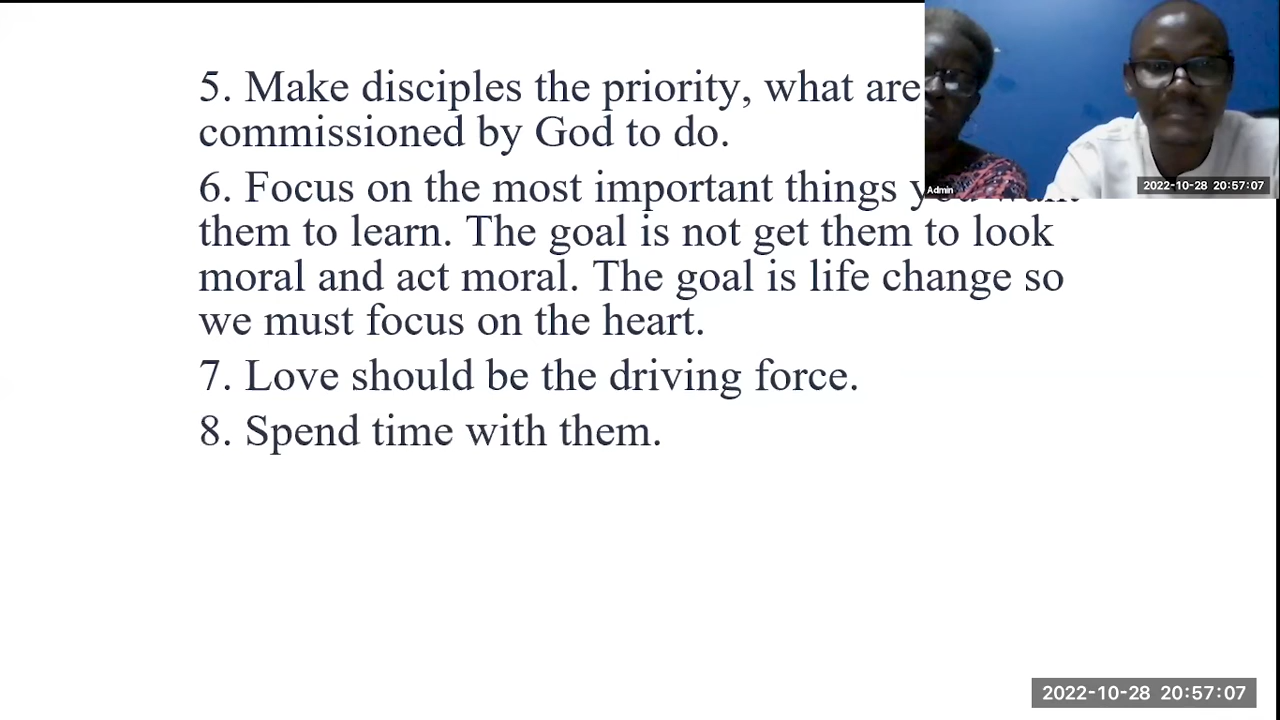 5. Make disciples the priority, what are
commissioned by God to do.
6. Focus on the most important things
them to learn. The goal is not get them to look
moral and act moral. The goal is life change so
we must focus on the heart.
7. Love should be the driving force.
8. Spend time with them.
Admin
2022-10-28 20:57:07
2022-10-28 20:57:07